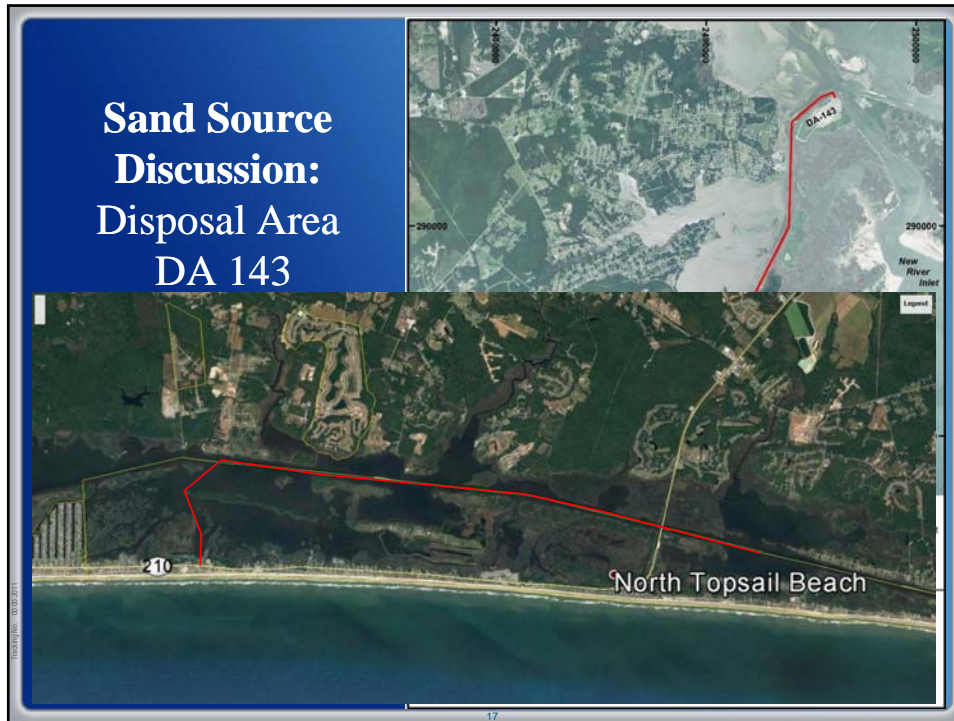 Sand Source
Discussion:
Disposal Area
DA 143
2500000
DA-143
290000
290000
New
River
Inlet
Legend
210
North Topsail Beach
17